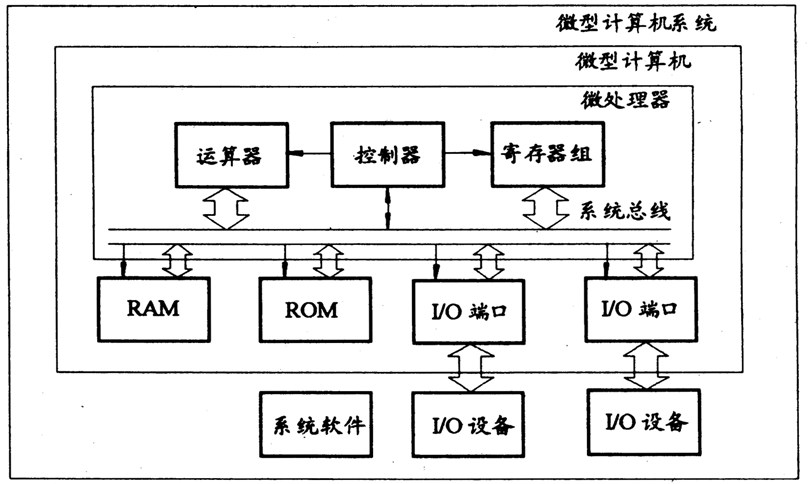 微型计算机系统
微型计算机
微处理器
运算器
控制器
寄存器组
系统总线
RAM
ROM
I/O 端口
I/O 端口
系统软件
I/O 设备
I/O 设备